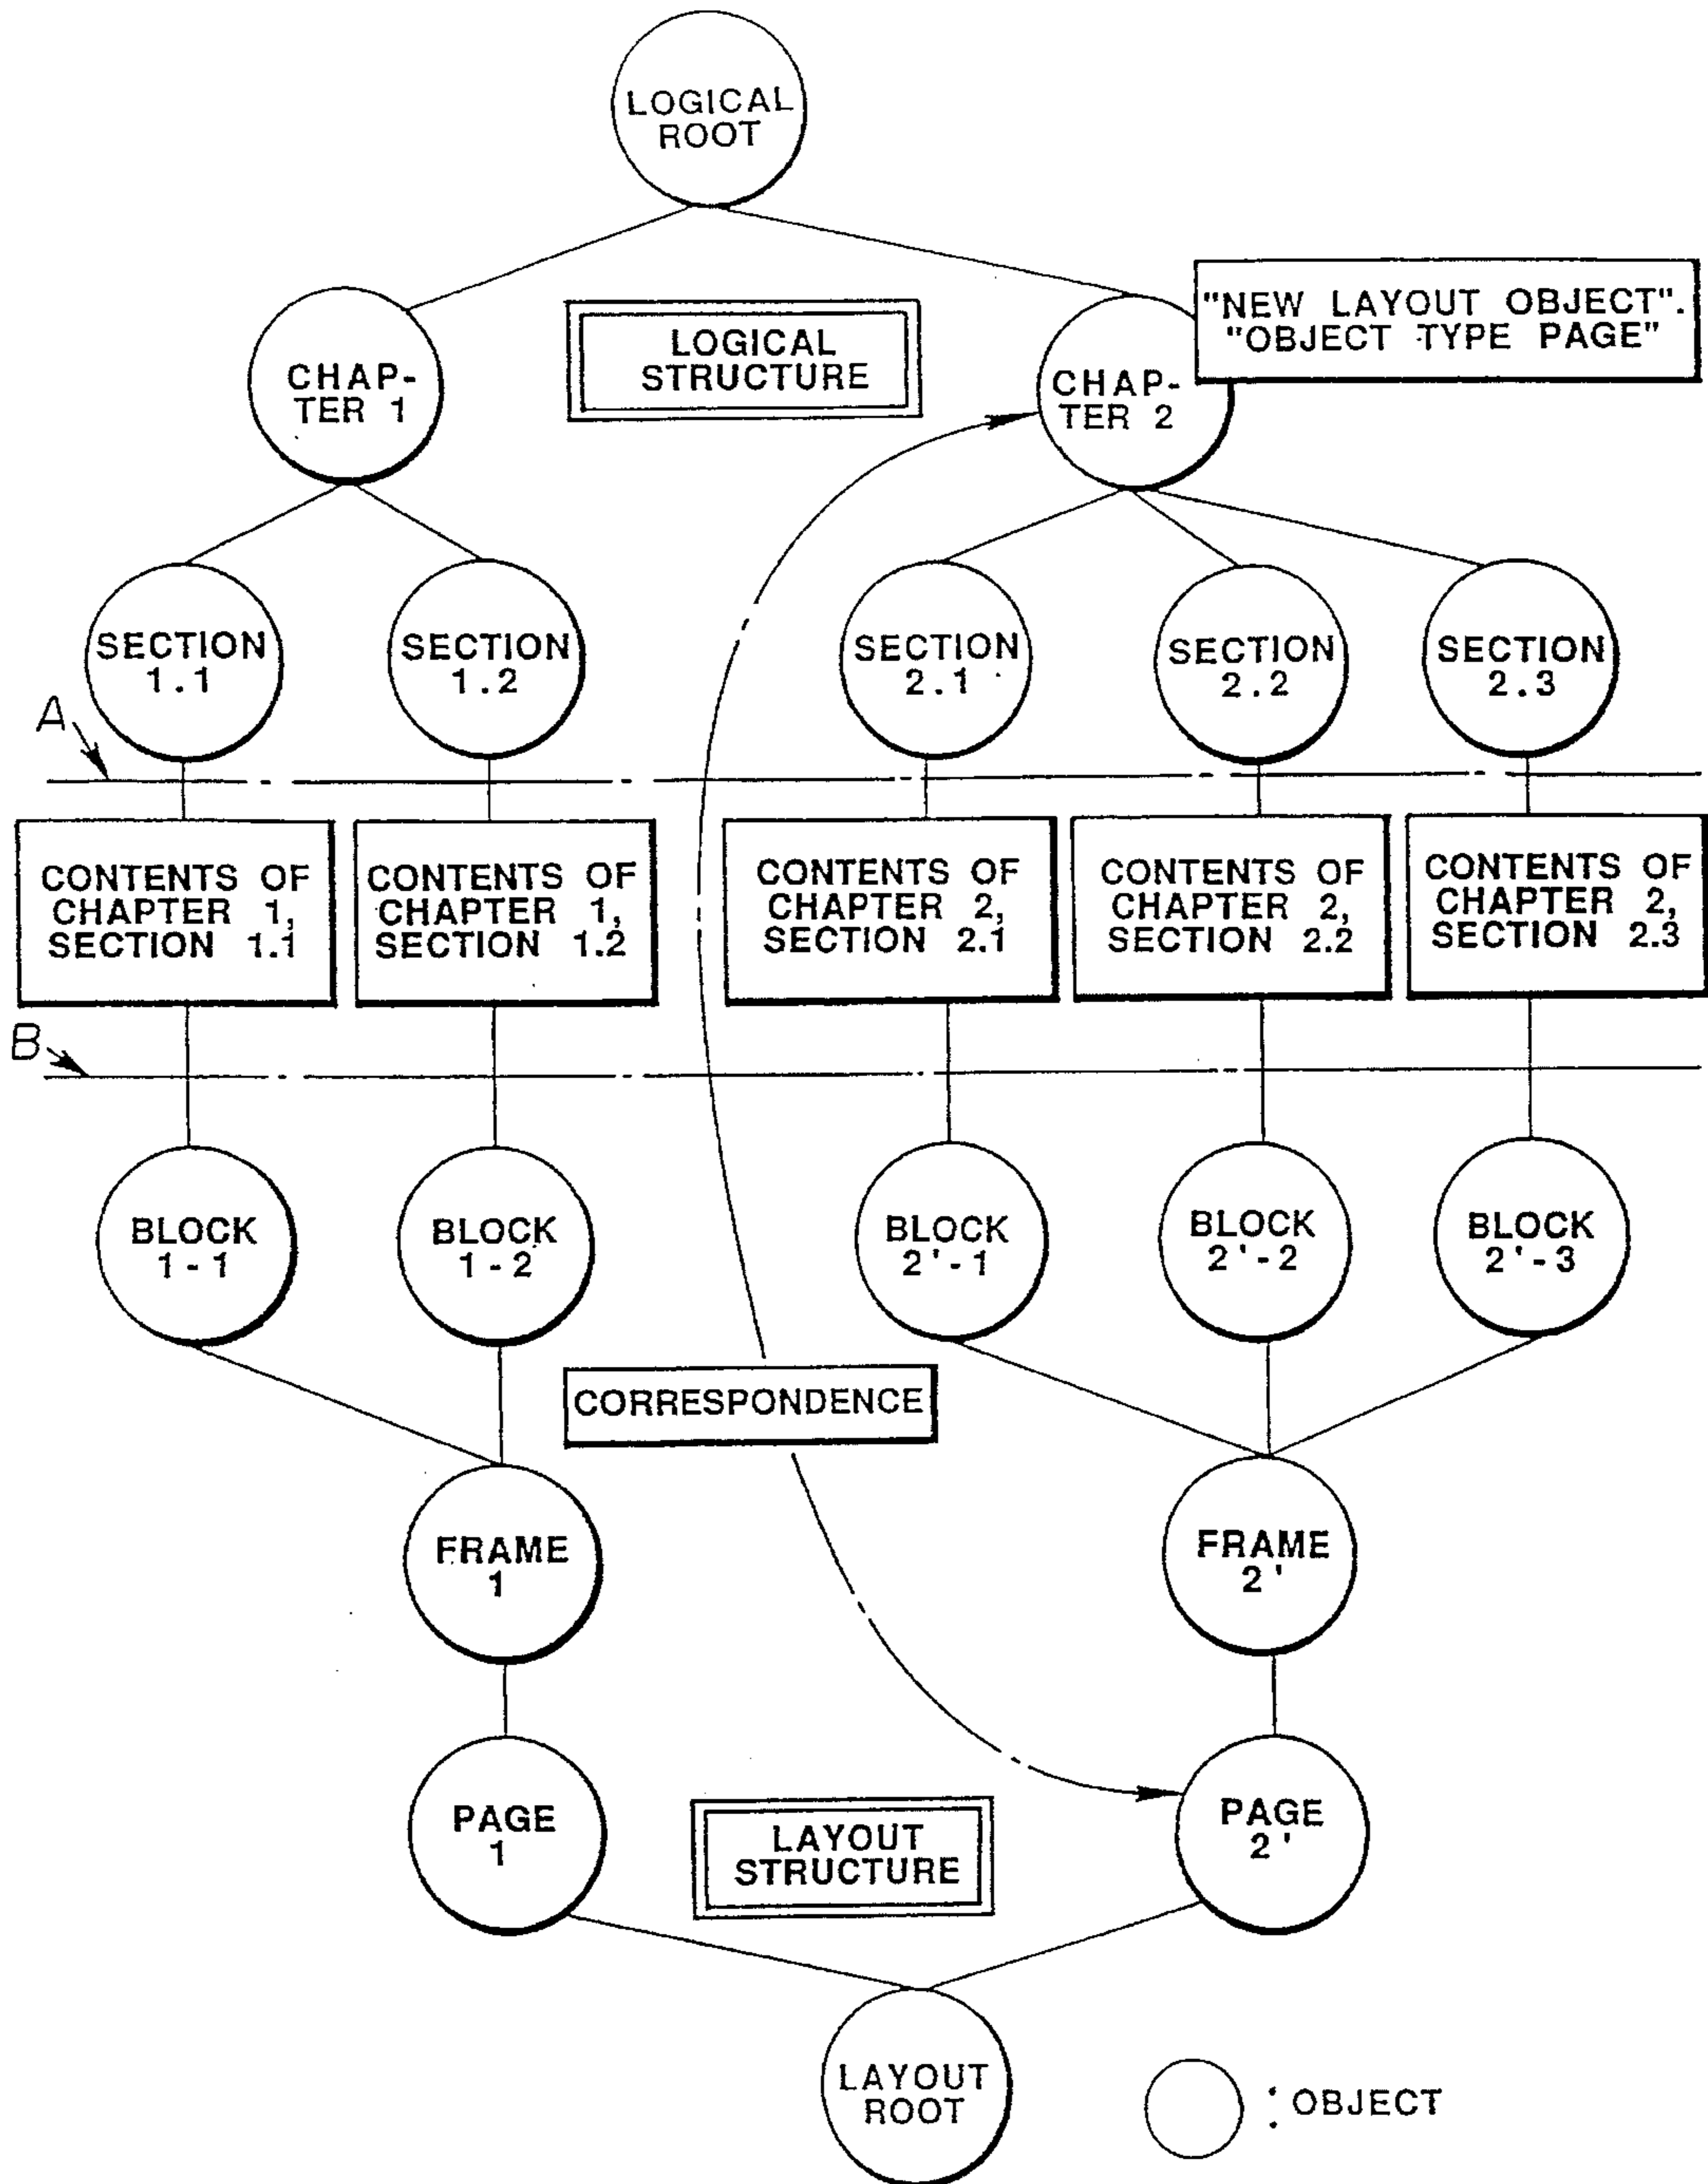 LOGICAL
ROOT
"NEW LAYOUT OBJECT".
"OBJECT TYPE PAGE"
LOGICAL
STRUCTURE
CHAP-
TER 1
CHAP-
TER 2
SECTION
1.1
SECTION
1.2
SECTION
2.1
SECTION
2.2
SECTION
2.3
A
CONTENTS OF
CHAPTER 1,
SECTION 1.1
CONTENTS OF
CHAPTER 1,
SECTION 1.2
CONTENTS OF
CHAPTER 2,
SECTION 2.1
CONTENTS OF
CHAPTER 2,
SECTION 2.2
CONTENTS OF
CHAPTER 2,
SECTION 2.3
B
BLOCK
1-1
BLOCK
1-2
BLOCK
2'-1
BLOCK
2'-2
BLOCK
2'-3
CORRESPONDENCE
FRAME
1
FRAME
2'
PAGE
1
LAYOUT
STRUCTURE
PAGE
2'
LAYOUT
ROOT
: OBJECT